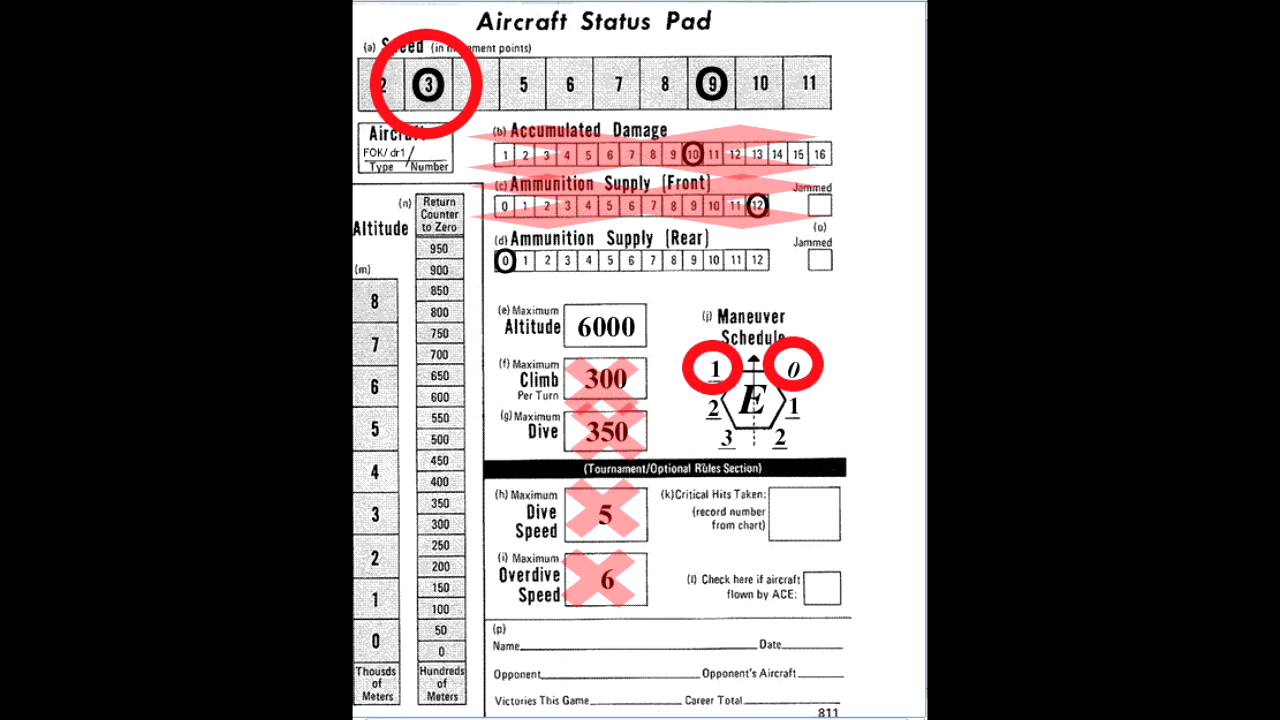 Aircraft Status Pad
(a) Speed (in movement points)
2 3 5 6 7 8 9 10 11
Aircraft
FOK/ dr1/
Type Number
(b) Accumulated Damage
1 2 3 4 5 6 7 8 9 10 11 12 13 14 15 16
(c) Ammunition Supply (Front)
Jammed
0 1 2 3 4 5 6 7 8 9 10 11 12
(o)
(d) Ammunition Supply (Rear)
Jammed
0 1 2 3 4 5 6 7 8 9 10 11 12
(n)
Altitude
(m)
8
7
6
5
4
3
2
1
0
Thousds
of
Meters
Return
Counter
to Zero
950
900
850
800
750
700
650
600
550
500
450
400
350
300
250
200
150
100
50
0
Hundreds
of
Meters
(e) Maximum
Altitude 6000
(f) Maximum
Climb 300
Per Turn
(g) Maximum
Dive 350
(j) Maneuver
Schedule
1 0
2 E 1
3 2
(Tournament/Optional Rules Section)
(h) Maximum
Dive 5
Speed
(i) Maximum
Overdive 6
Speed
(k) Critical Hits Taken:
(record number
from chart)
(l) Check here if aircraft
flown by ACE:
(p)
Name Date
Opponent Opponent's Aircraft
Victories This Game Career Total
811